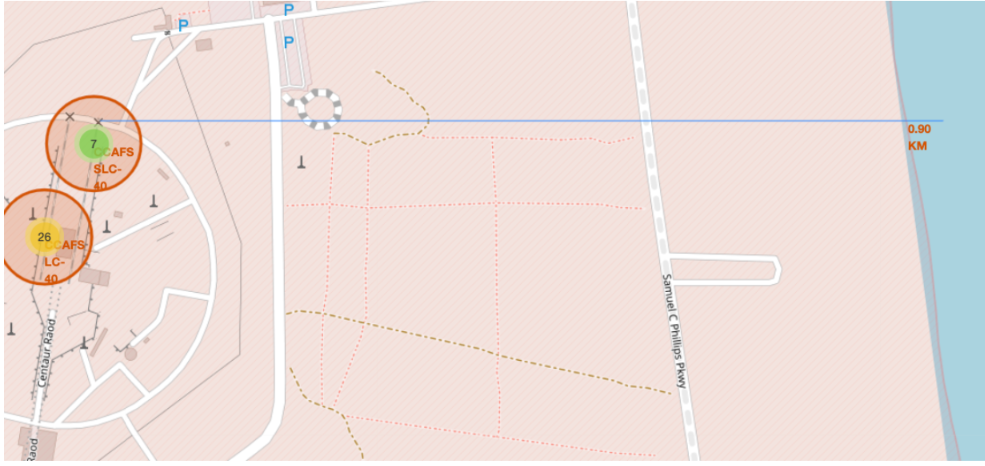 P
P
P
0.90
KM
7
CCAFS
SLC-
40
26
CCAFS
LC-
40
Samuel C Phillips Pkwy
Centaur Raod
Raod